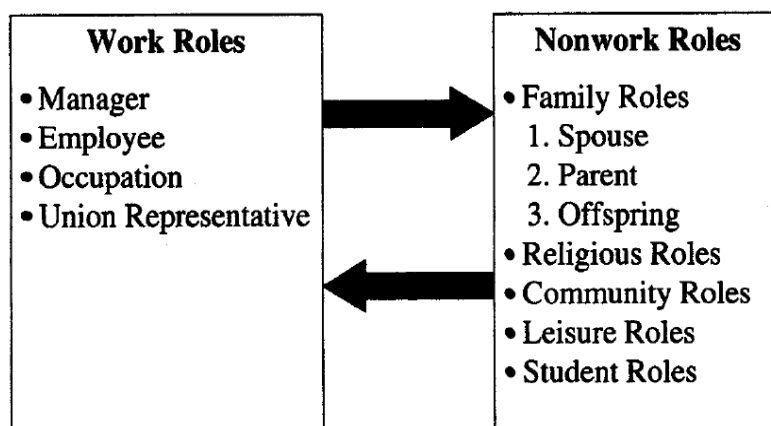 Work Roles
• Manager
• Employee
• Occupation
• Union Representative
Nonwork Roles
• Family Roles
1. Spouse
2. Parent
3. Offspring
• Religious Roles
• Community Roles
• Leisure Roles
• Student Roles